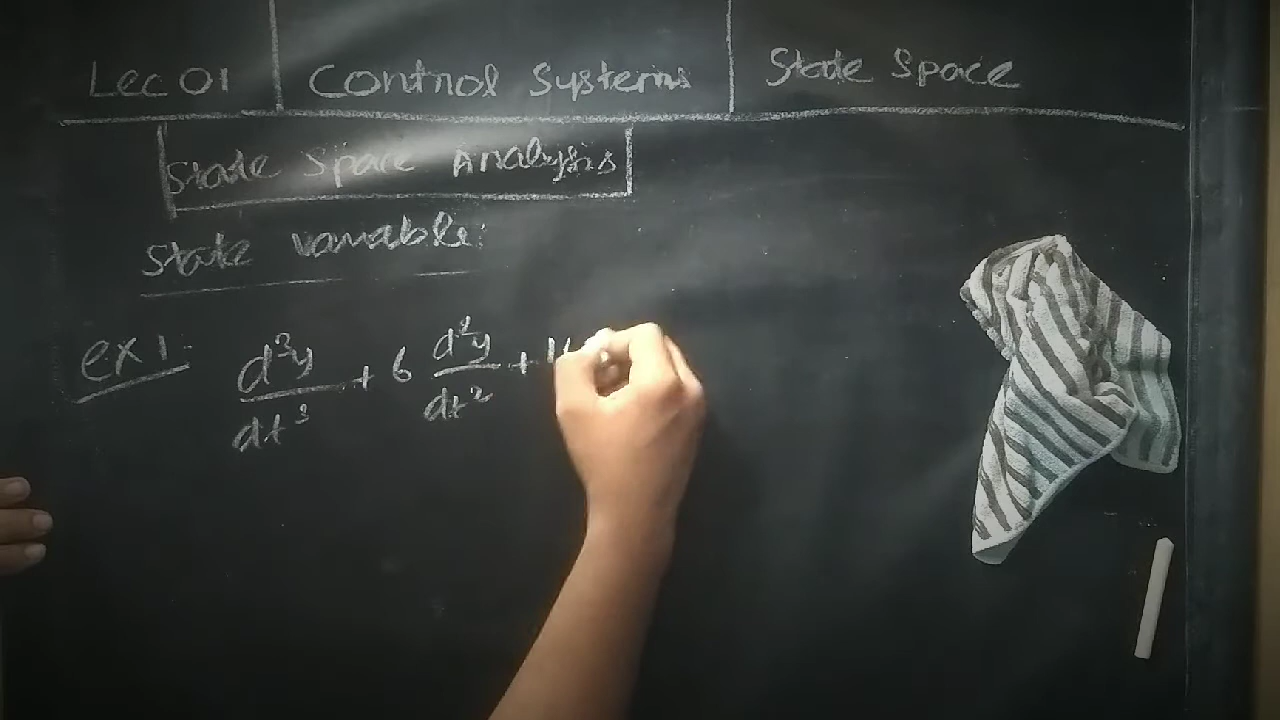 Lec 01 Control Systems State Space
State Space Analysis
State variable:
ex 1. d³y/dt³ + 6 d²y/dt² +